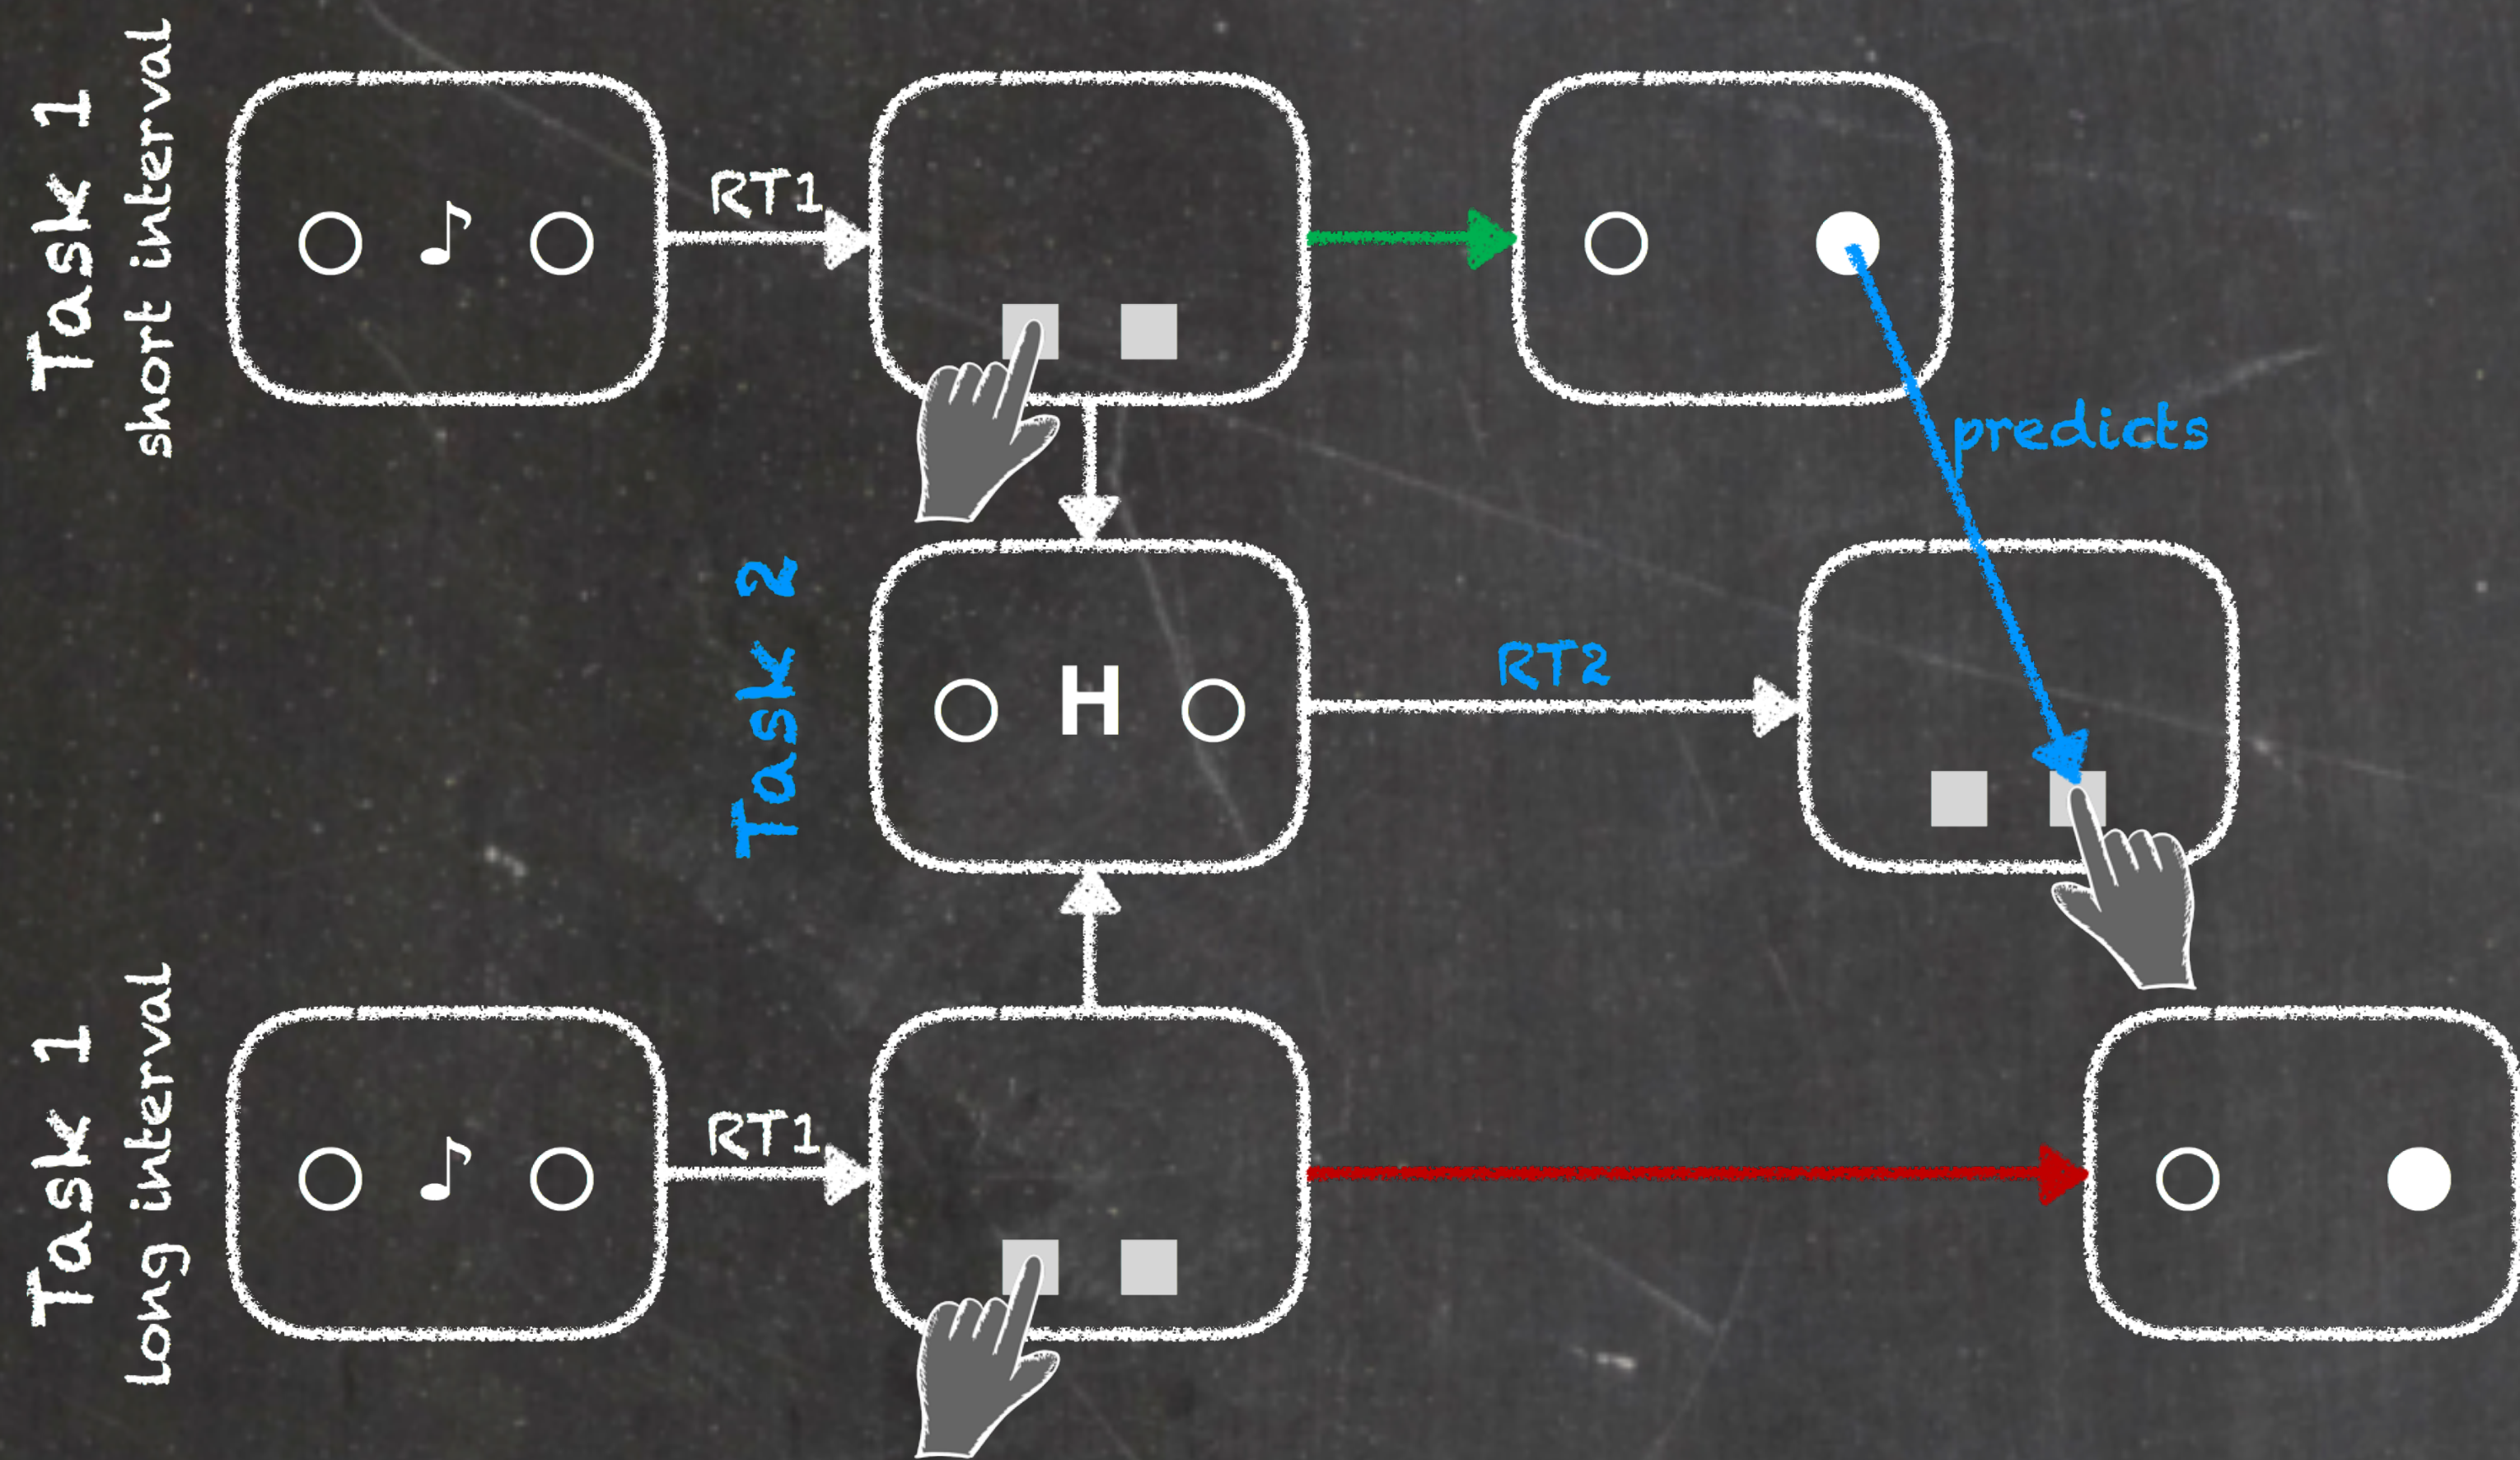 Task 1
short interval
RT1
predicts
Task 2
H
RT2
Task 1
Long interval
RT1